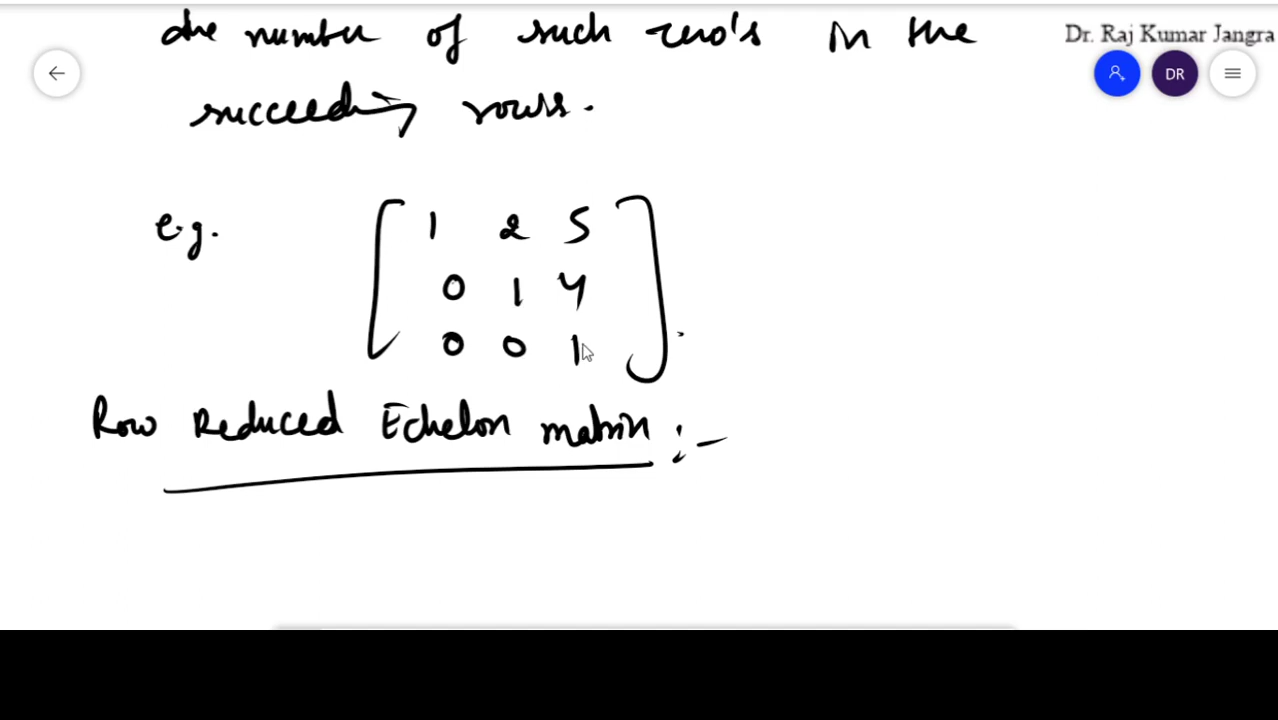 the number of such zero's in the
Dr. Raj Kumar Jangra
DR
succeeding rows.
e.g.
1 2 5
0 1 4
0 0 1
Row Reduced Echelon matrix :-